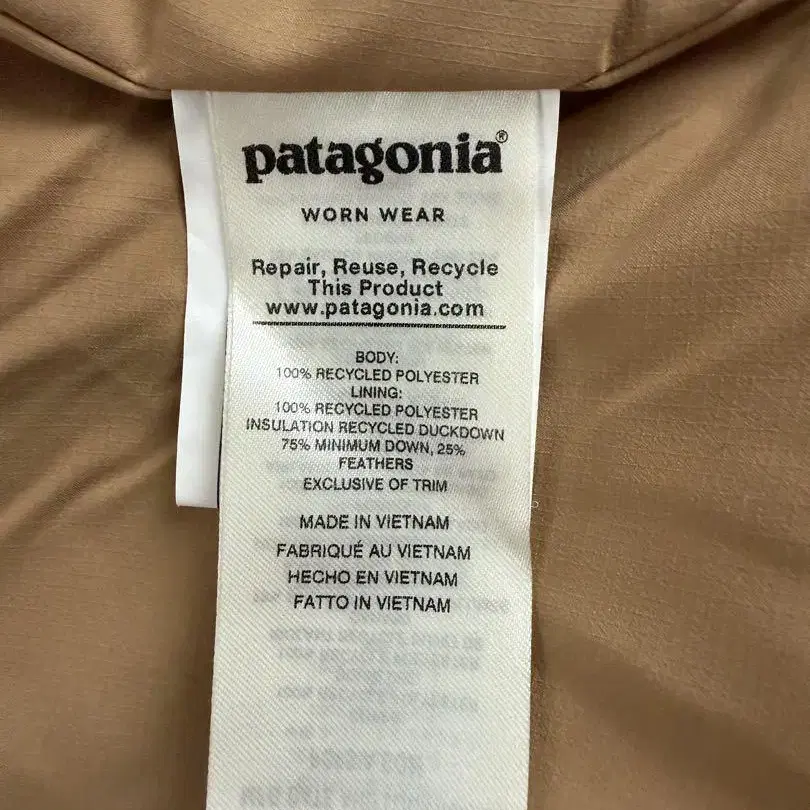 patagonia®
WORN WEAR
Repair, Reuse, Recycle
This Product
www.patagonia.com
BODY:
100% RECYCLED POLYESTER
LINING:
100% RECYCLED POLYESTER
INSULATION RECYCLED DUCKDOWN
75% MINIMUM DOWN, 25%
FEATHERS
EXCLUSIVE OF TRIM
MADE IN VIETNAM
FABRIQUÉ AU VIETNAM
HECHO EN VIETNAM
FATTO IN VIETNAM